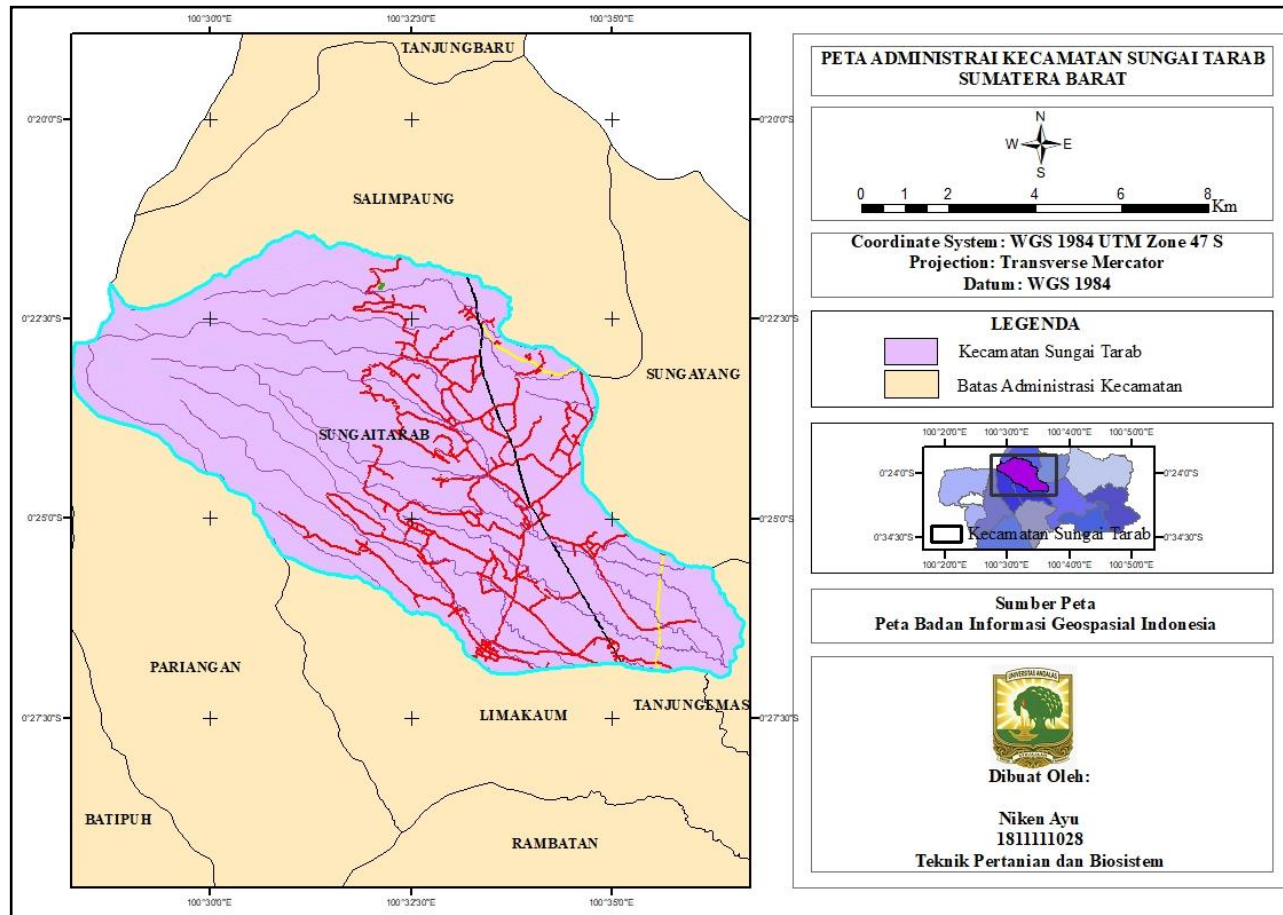 100°30'0"E 100°32'30"E 100°35'0"E
TANJUNGBARU
0°20'0"S 0°20'0"S
SALIMPAUNG
0°22'30"S 0°22'30"S
SUNGAYANG
SUNGAITARAB
0°25'0"S 0°25'0"S
PARIANGAN
TANJUNGEMAS
LIMAKAUM
0°27'30"S 0°27'30"S
BATIPUH
RAMBATAN
100°30'0"E 100°32'30"E 100°35'0"E
PETA ADMINISTRAI KECAMATAN SUNGAI TARAB
SUMATERA BARAT
N
W E
S
0 1 2 4 6 8
Km
Coordinate System : WGS 1984 UTM Zone 47 S
Projection: Transverse Mercator
Datum : WGS 1984
LEGENDA
Kecamatan Sungai Tarab
Batas Administrasi Kecamatan
100°20'0"E 100°30'0"E 100°40'0"E 100°50'0"E
0°24'0"S 0°24'0"S
Kecamatan Sungai Tarab
0°34'30"S 0°34'30"S
100°20'0"E 100°30'0"E 100°40'0"E 100°50'0"E
Sumber Peta
Peta Badan Informasi Geospasial Indonesia
UNIVERSITAS ANDALAS
Dibuat Oleh:
Niken Ayu
1811111028
Teknik Pertanian dan Biosistem